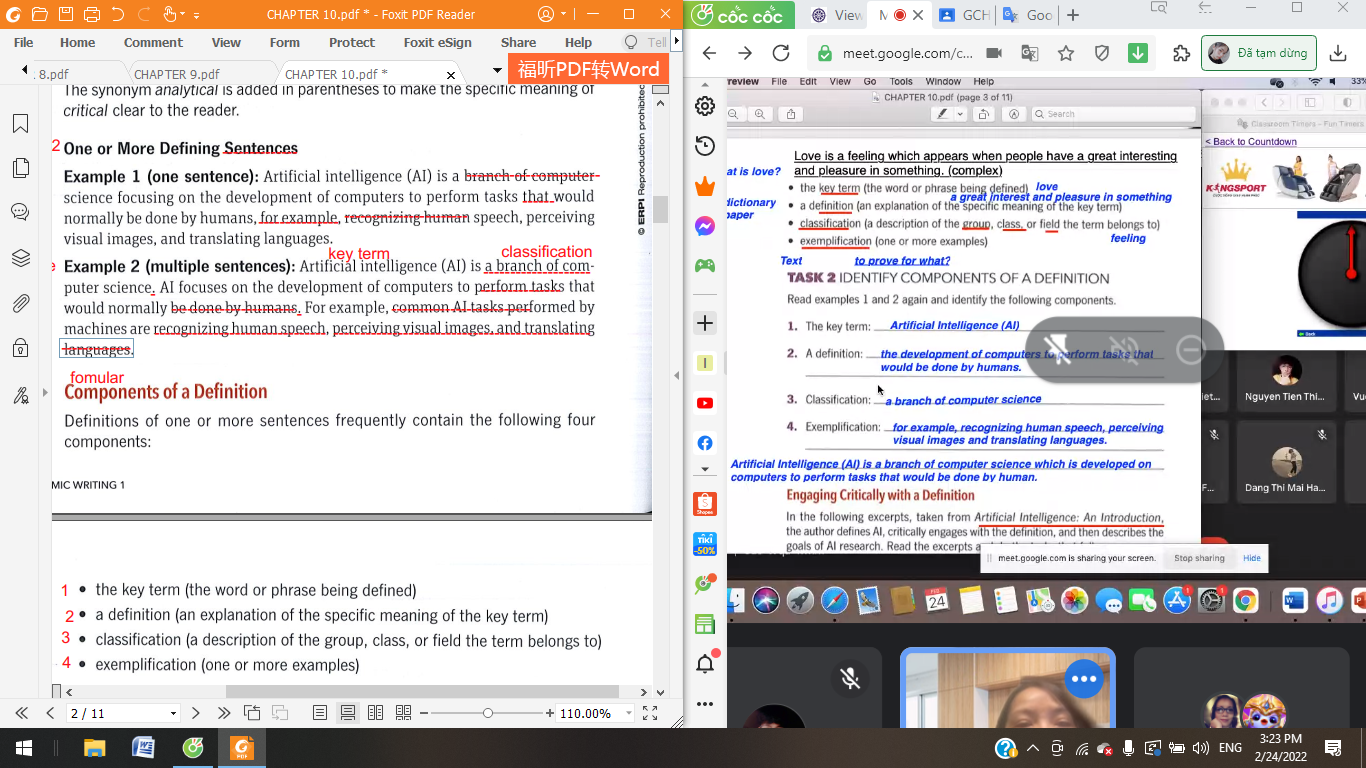 CHAPTER 10.pdf * - Foxit PDF Reader
File Home Comment View Form Protect Foxit eSign Share Help Tell
. 8.pdf CHAPTER 9.pdf CHAPTER 10.pdf *
福昕PDF转Word
The synonym analytical is added in parentheses to make the specific meaning of
critical clear to the reader.
2 One or More Defining Sentences
Example 1 (one sentence): Artificial intelligence (AI) is a branch of computer
science focusing on the development of computers to perform tasks that would
normally be done by humans, for example, recognizing human speech, perceiving
visual images, and translating languages.
key term classification
Example 2 (multiple sentences): Artificial intelligence (AI) is a branch of com-
puter science. AI focuses on the development of computers to perform tasks that
would normally be done by humans. For example, common AI tasks performed by
machines are recognizing human speech, perceiving visual images, and translating
languages.
fomular
Components of a Definition
Definitions of one or more sentences frequently contain the following four
components:
MIC WRITING 1
© ERPI Reproduction prohibited
1 • the key term (the word or phrase being defined)
2 • a definition (an explanation of the specific meaning of the key term)
3 • classification (a description of the group, class, or field the term belongs to)
4 • exemplification (one or more examples)
2 / 11
110.00%
cốc cốc View M GCH Goo
meet.google.com/c...
Đã tạm dừng
review File Edit View Go Tools Window Help 33%
CHAPTER 10.pdf (page 3 of 11)
Search
Classroom Timers - Fun Timers
< Back to Countdown
KINGSPORT
Love is a feeling which appears when people have a great interesting
and pleasure in something. (complex)
at is love?
• the key term (the word or phrase being defined) love
a great interest and pleasure in something
dictionary
paper
• a definition (an explanation of the specific meaning of the key term)
• classification (a description of the group, class, or field the term belongs to)
feeling
• exemplification (one or more examples)
Text to prove for what?
TASK 2 IDENTIFY COMPONENTS OF A DEFINITION
Read examples 1 and 2 again and identify the following components.
1. The key term: Artificial Intelligence (AI)
2. A definition: the development of computers to perform tasks that
would be done by humans.
3. Classification: a branch of computer science
4. Exemplification: for example, recognizing human speech, perceiving
visual images and translating languages.
Artificial Intelligence (AI) is a branch of computer science which is developed on
computers to perform tasks that would be done by human.
Engaging Critically with a Definition
In the following excerpts, taken from Artificial Intelligence: An Introduction,
the author defines AI, critically engages with the definition, and then describes the
goals of AI research. Read the excerpts
meet.google.com is sharing your screen. Stop sharing Hide
iet... Nguyen Tien Thi... Vu
F... Dang Thi Mai Ha...
Shopee
TIKI
-50%
FEB
24
1
1
ENG
3:23 PM
2/24/2022